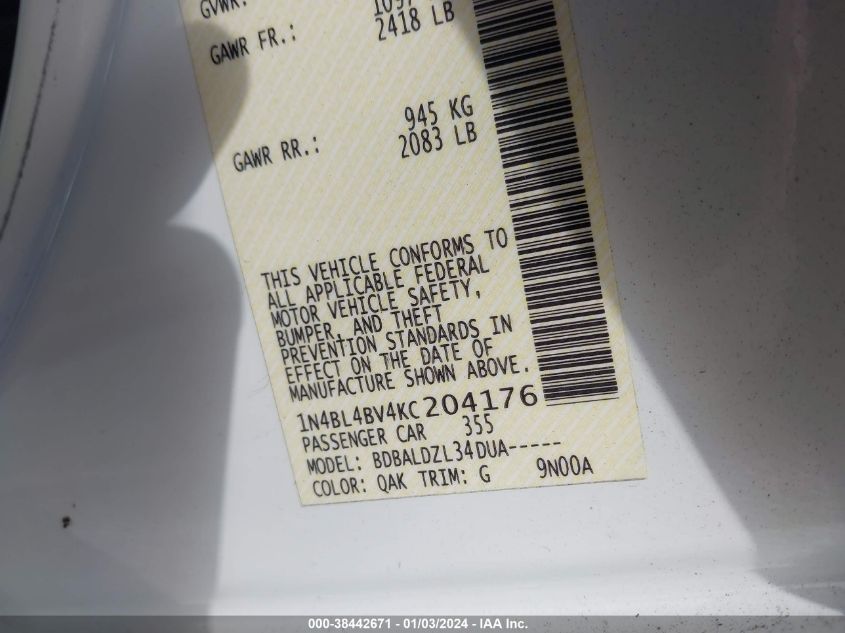 GVWR:
GAWR FR.: 2418 LB
945 KG
GAWR RR.: 2083 LB
THIS VEHICLE CONFORMS TO
ALL APPLICABLE FEDERAL
MOTOR VEHICLE SAFETY,
BUMPER, AND THEFT
PREVENTION STANDARDS IN
EFFECT ON THE DATE OF
MANUFACTURE SHOWN ABOVE.
1N4BL4BV4KC204176
PASSENGER CAR 355
MODEL: BDBALDZL34DUA-----
COLOR: QAK TRIM: G 9N00A
000-38442671 - 01/03/2024 - IAA Inc.